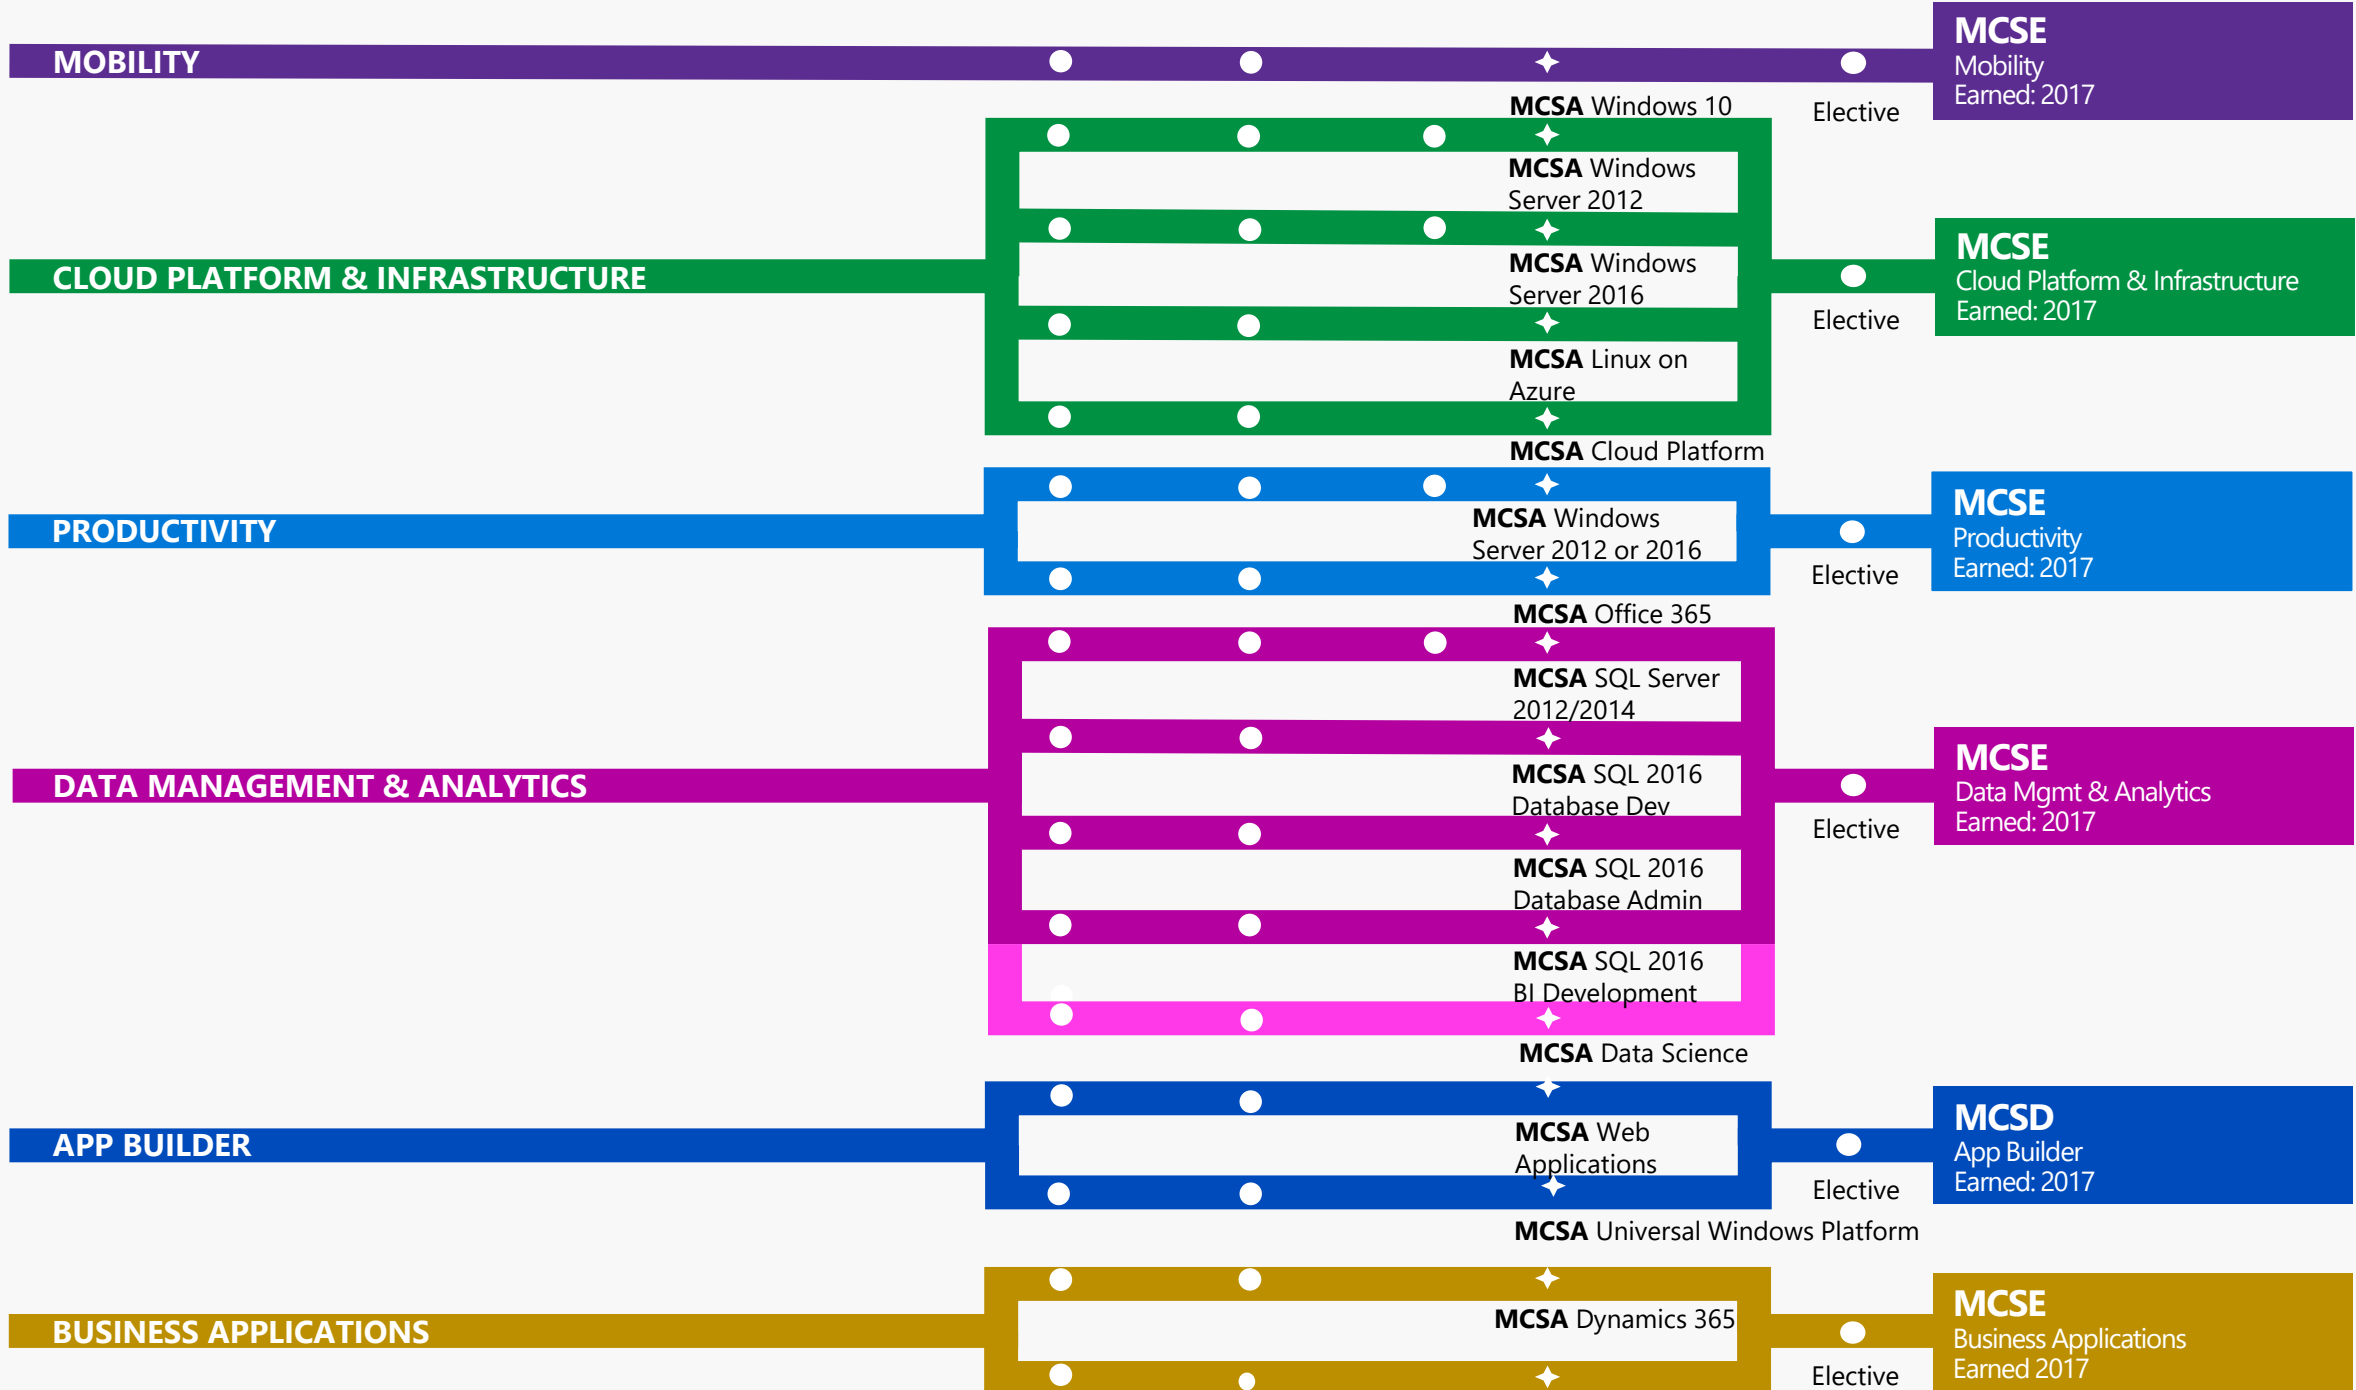 MOBILITY
MCSA Windows 10
Elective
MCSE
Mobility
Earned: 2017
CLOUD PLATFORM & INFRASTRUCTURE
MCSA Windows
Server 2012
MCSA Windows
Server 2016
MCSA Linux on
Azure
MCSA Cloud Platform
Elective
MCSE
Cloud Platform & Infrastructure
Earned: 2017
PRODUCTIVITY
MCSA Windows
Server 2012 or 2016
MCSA Office 365
Elective
MCSE
Productivity
Earned: 2017
DATA MANAGEMENT & ANALYTICS
MCSA SQL Server
2012/2014
MCSA SQL 2016
Database Dev
MCSA SQL 2016
Database Admin
MCSA SQL 2016
BI Development
MCSA Data Science
Elective
MCSE
Data Mgmt & Analytics
Earned: 2017
APP BUILDER
MCSA Web
Applications
MCSA Universal Windows Platform
Elective
MCSD
App Builder
Earned: 2017
BUSINESS APPLICATIONS
MCSA Dynamics 365
Elective
MCSE
Business Applications
Earned 2017